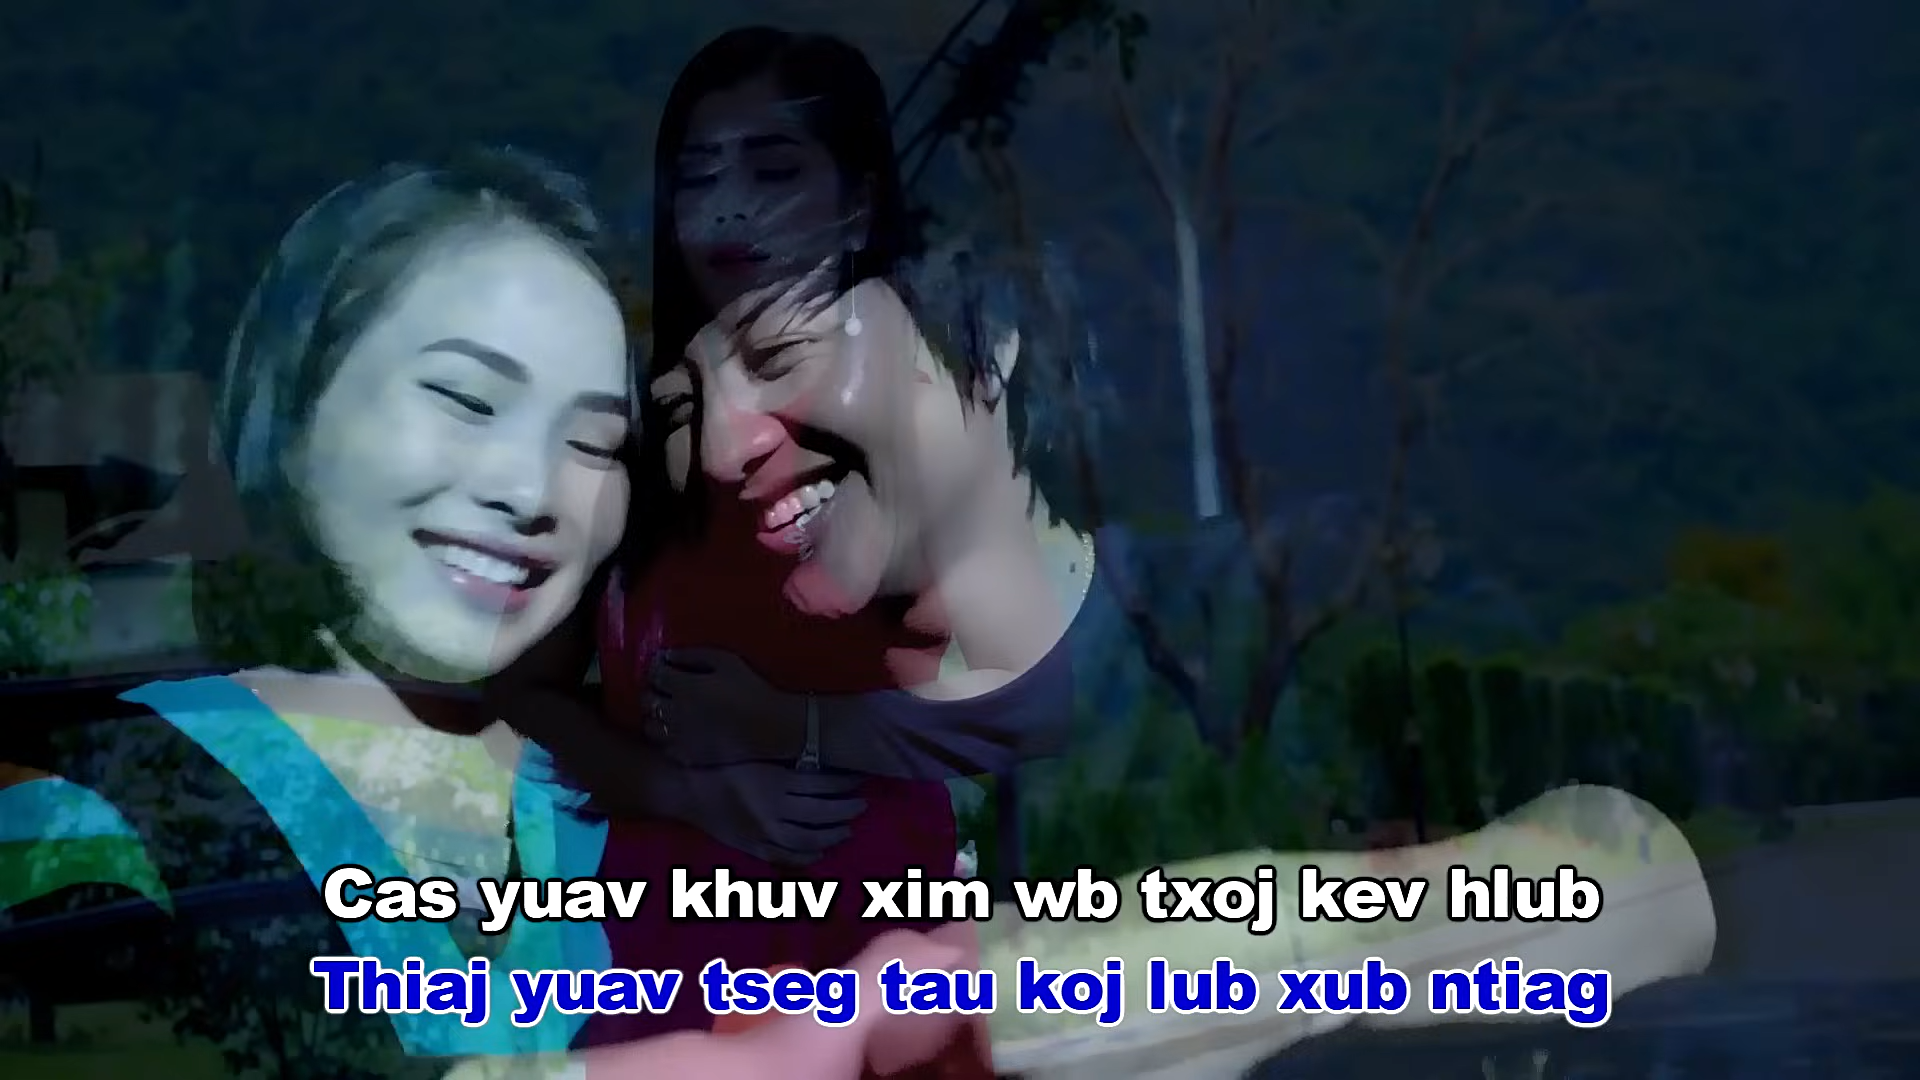 Cas yuav khuv xim wb txoj kev hlub
Thiaj yuav tseg tau koj lub xub ntiag